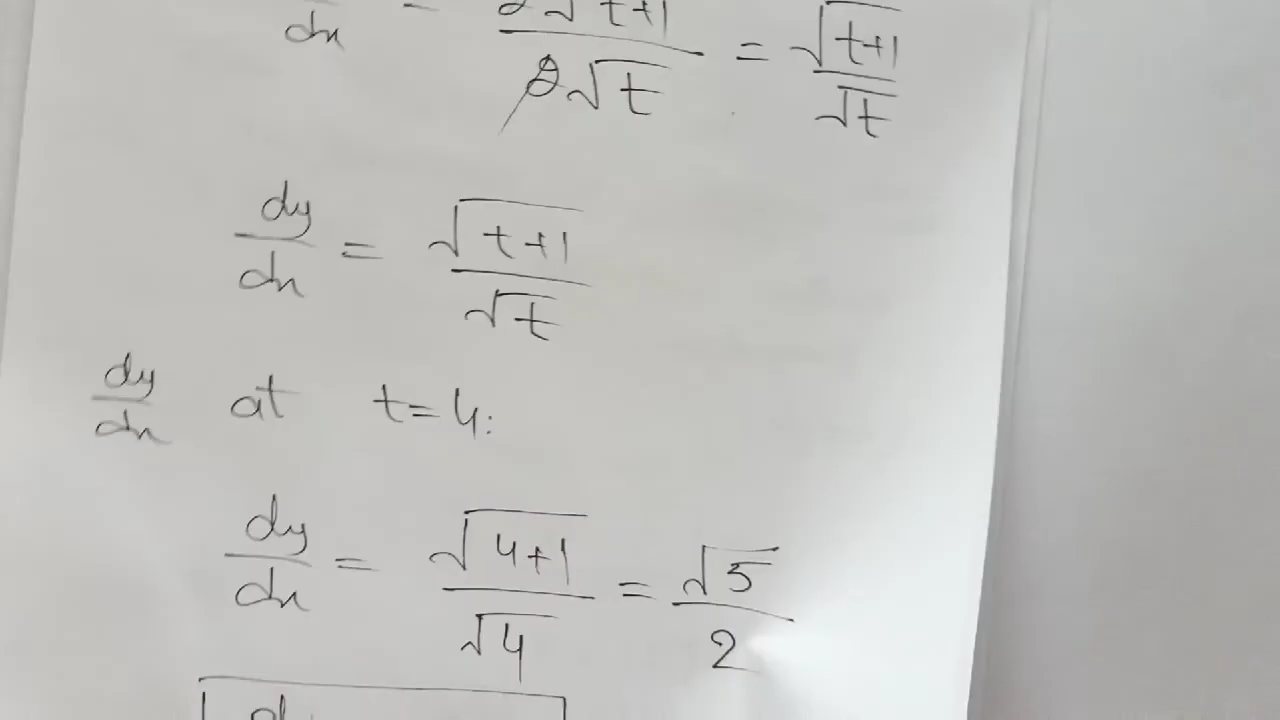 dx = 2√t+1 / 2√t = √t+1 / √t
dy/dx = √t+1 / √t
dy/dx at t=4:
dy/dx = √4+1 / √4 = √5 / 2